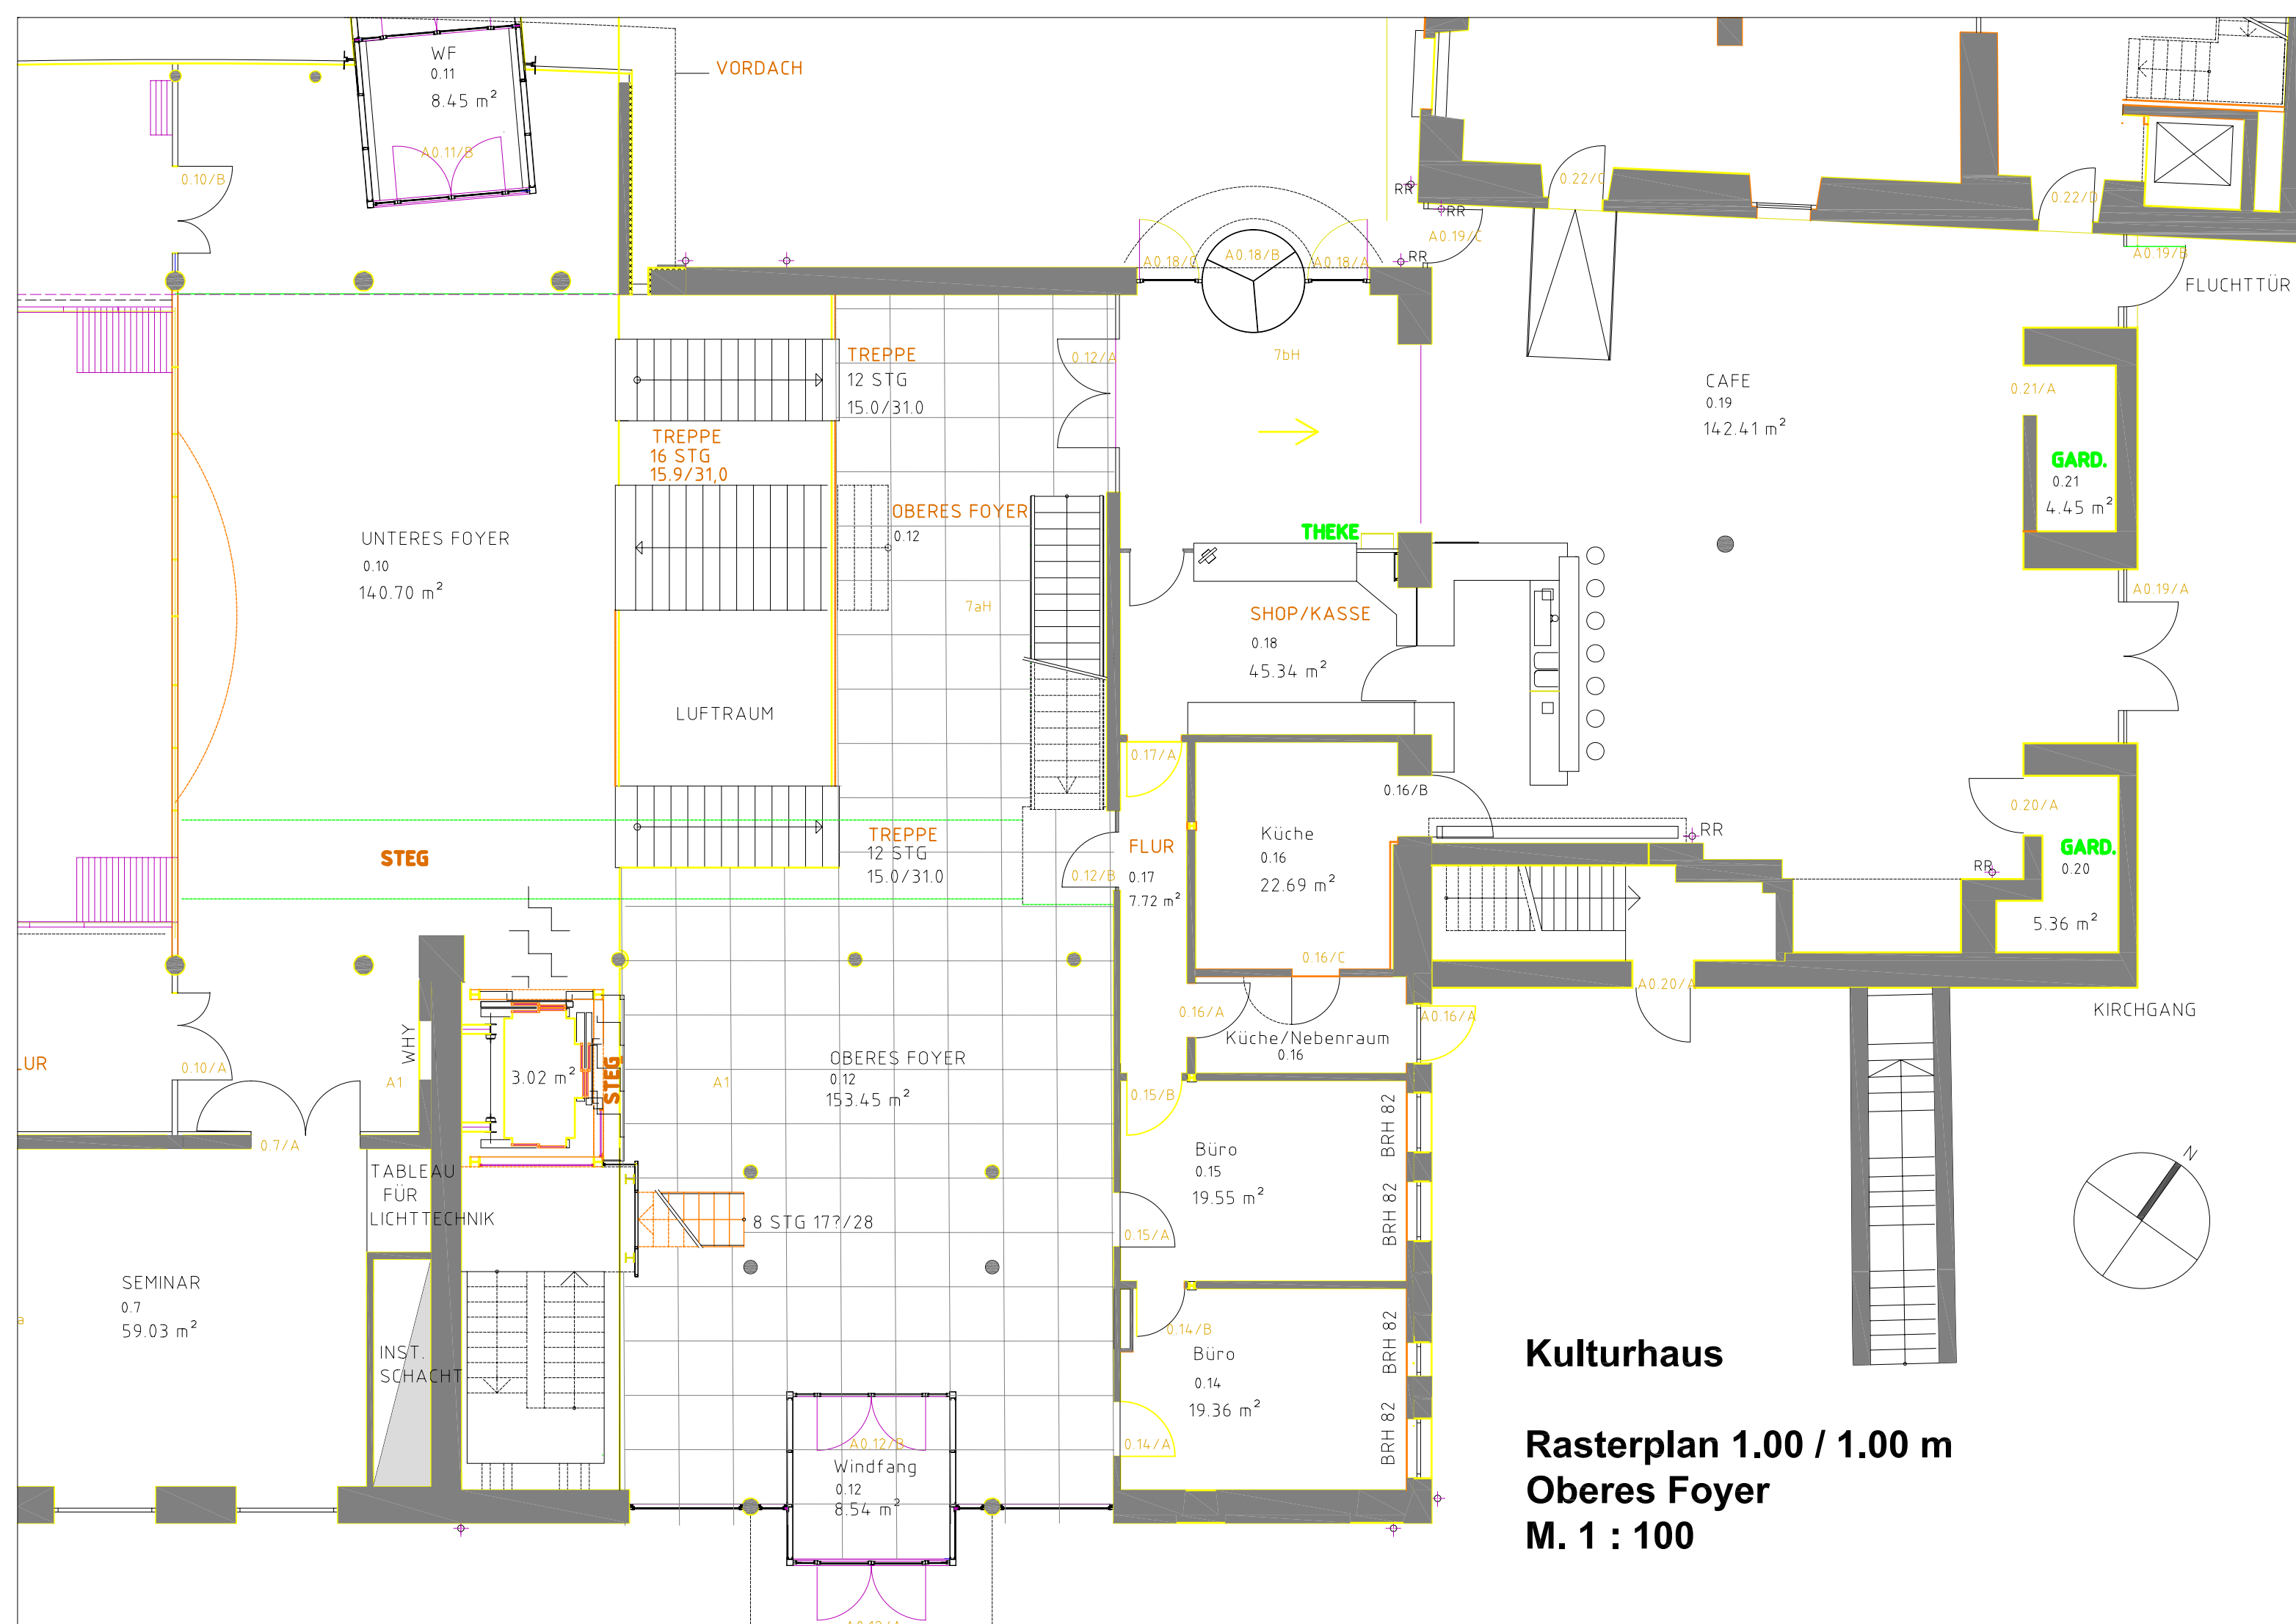 WF
0.11
8.45 m²
A0.11/B
VORDACH
0.10/B
RR
RR
RR
0.22/C
0.22/D
A0.19/C
A0.19/B
FLUCHTTÜR
A0.18/C
A0.18/B
A0.18/A
7bH
TREPPE
12 STG
15.0/31.0
0.12/A
TREPPE
16 STG
15.9/31,0
CAFE
0.19
142.41 m²
0.21/A
GARD.
0.21
4.45 m²
OBERES FOYER
0.12
THEKE
UNTERES FOYER
0.10
140.70 m²
7aH
SHOP/KASSE
0.18
45.34 m²
A0.19/A
LUFTRAUM
0.17/A
0.16/B
TREPPE
12 STG
15.0/31.0
STEG
0.12/B
FLUR
0.17
7.72 m²
Küche
0.16
22.69 m²
0.16/C
RR
RR
0.20/A
GARD.
0.20
5.36 m²
A0.20/A
KIRCHGANG
LUR
0.10/A
WHY
A1
3.02 m²
STEG
A1
OBERES FOYER
0.12
153.45 m²
0.16/A
Küche/Nebenraum
0.16
A0.16/A
0.15/B
0.7/A
TABLEAU
FÜR
LICHTTECHNIK
Büro
0.15
19.55 m²
BRH 82
BRH 82
N
8 STG 17?/28
0.15/A
SEMINAR
0.7
59.03 m²
a
INST.
SCHACHT
0.14/B
Büro
0.14
19.36 m²
BRH 82
BRH 82
0.14/A
A0.12/B
Windfang
0.12
8.54 m²
A0.12/A
Kulturhaus
Rasterplan 1.00 / 1.00 m
Oberes Foyer
M. 1 : 100